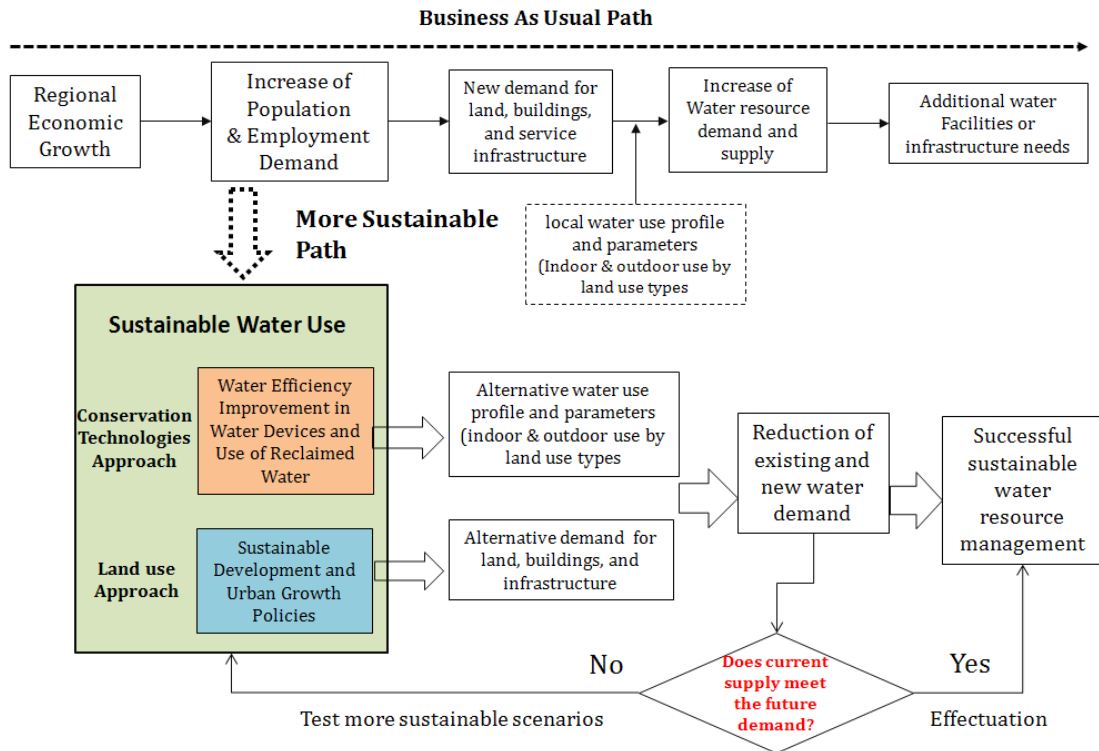 Business As Usual Path
Regional
Economic
Growth
Increase of
Population
& Employment
Demand
New demand for
land, buildings,
and service
infrastructure
Increase of
Water resource
demand and
supply
Additional water
Facilities or
infrastructure needs
More Sustainable
Path
local water use profile
and parameters
(Indoor & outdoor use by
land use types
Sustainable Water Use
Conservation
Technologies
Approach
Water Efficiency
Improvement in
Water Devices and
Use of Reclaimed
Water
Alternative water use
profile and parameters
(indoor & outdoor use by
land use types
Reduction of
existing and
new water
demand
Successful
sustainable
water
resource
management
Land use
Approach
Sustainable
Development and
Urban Growth
Policies
Alternative demand for
land, buildings, and
infrastructure
No
Does current
supply meet
the future
demand?
Yes
Test more sustainable scenarios
Effectuation